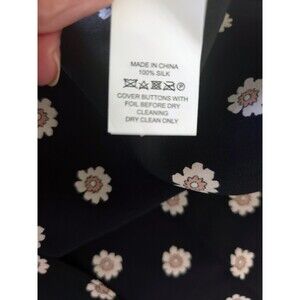 MADE IN CHINA
100% SILK
COVER BUTTONS WITH
FOIL BEFORE DRY
CLEANING
DRY CLEAN ONLY